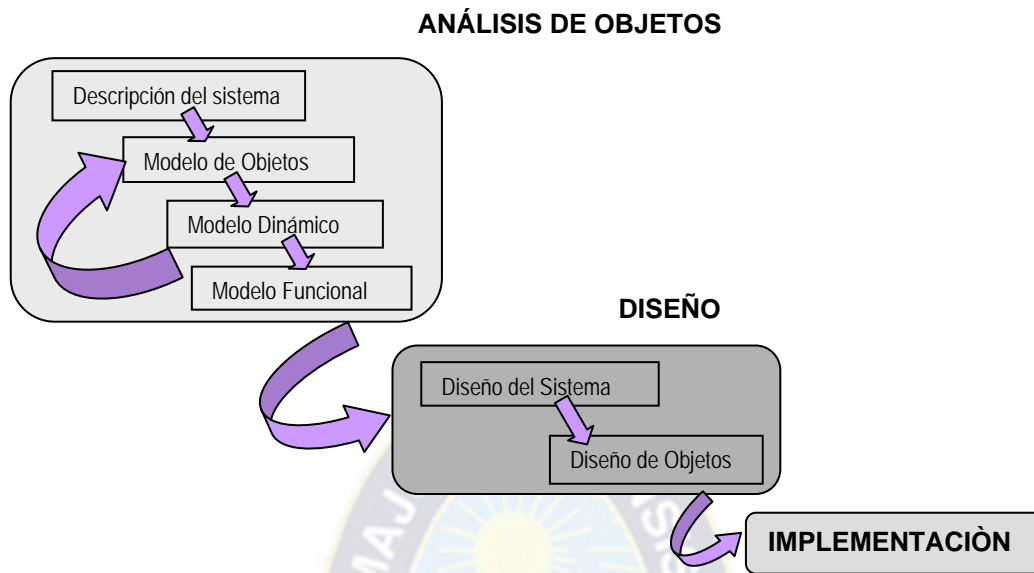 ANÁLISIS DE OBJETOS
Descripción del sistema
Modelo de Objetos
Modelo Dinámico
Modelo Funcional
DISEÑO
Diseño del Sistema
Diseño de Objetos
IMPLEMENTACIÒN